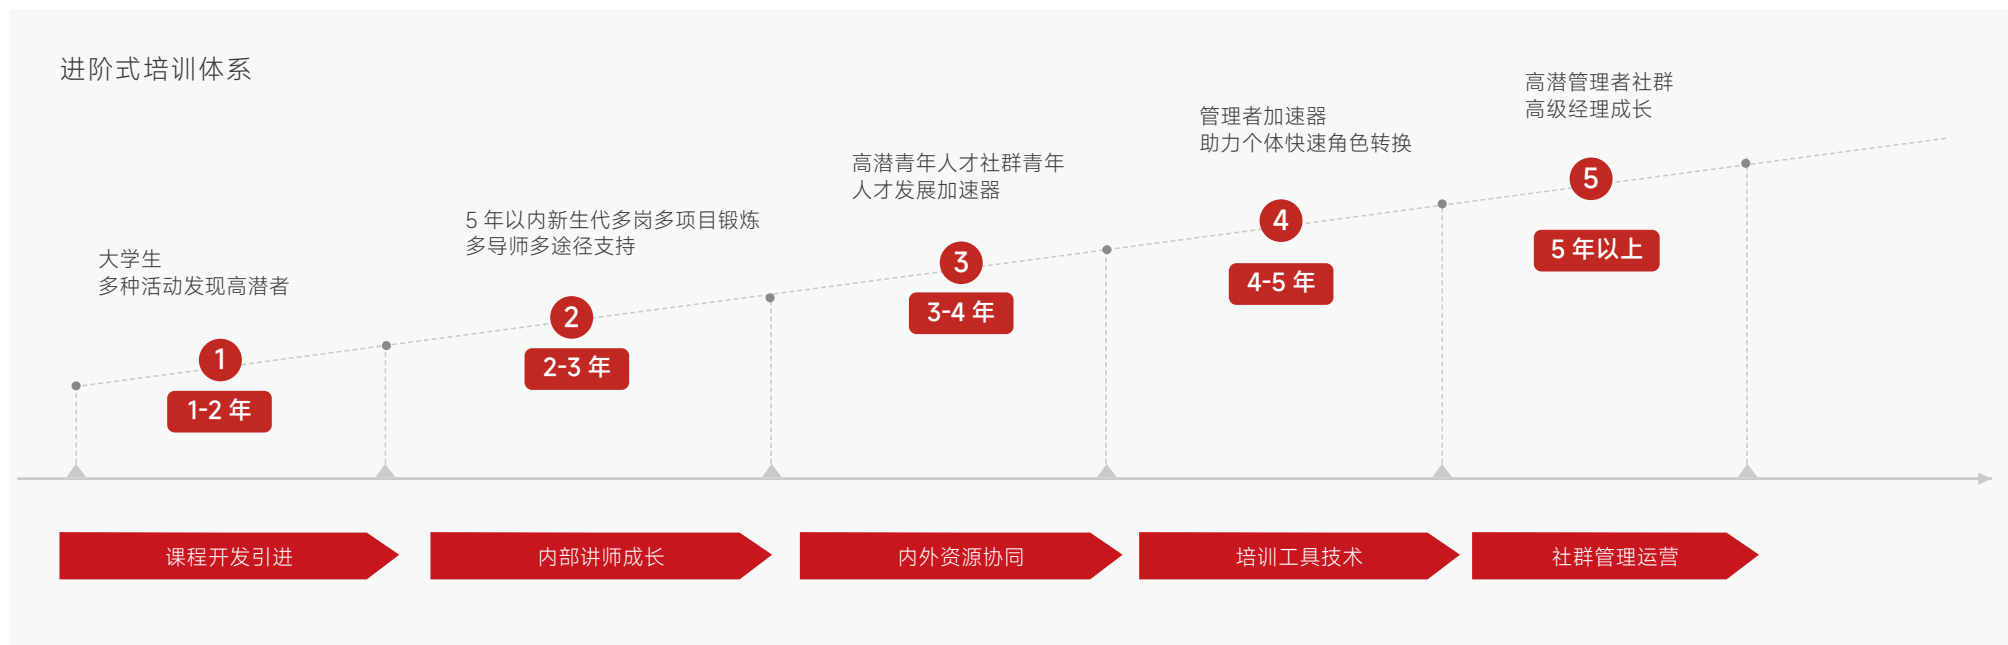 进阶式培训体系
大学生
多种活动发现高潜者
1
1-2 年
5 年以内新生代多岗多项目锻炼
多导师多途径支持
2
2-3 年
高潜青年人才社群青年
人才发展加速器
3
3-4 年
管理者加速器
助力个体快速角色转换
4
4-5 年
高潜管理者社群
高级经理成长
5
5 年以上
课程开发引进
内部讲师成长
内外资源协同
培训工具技术
社群管理运营